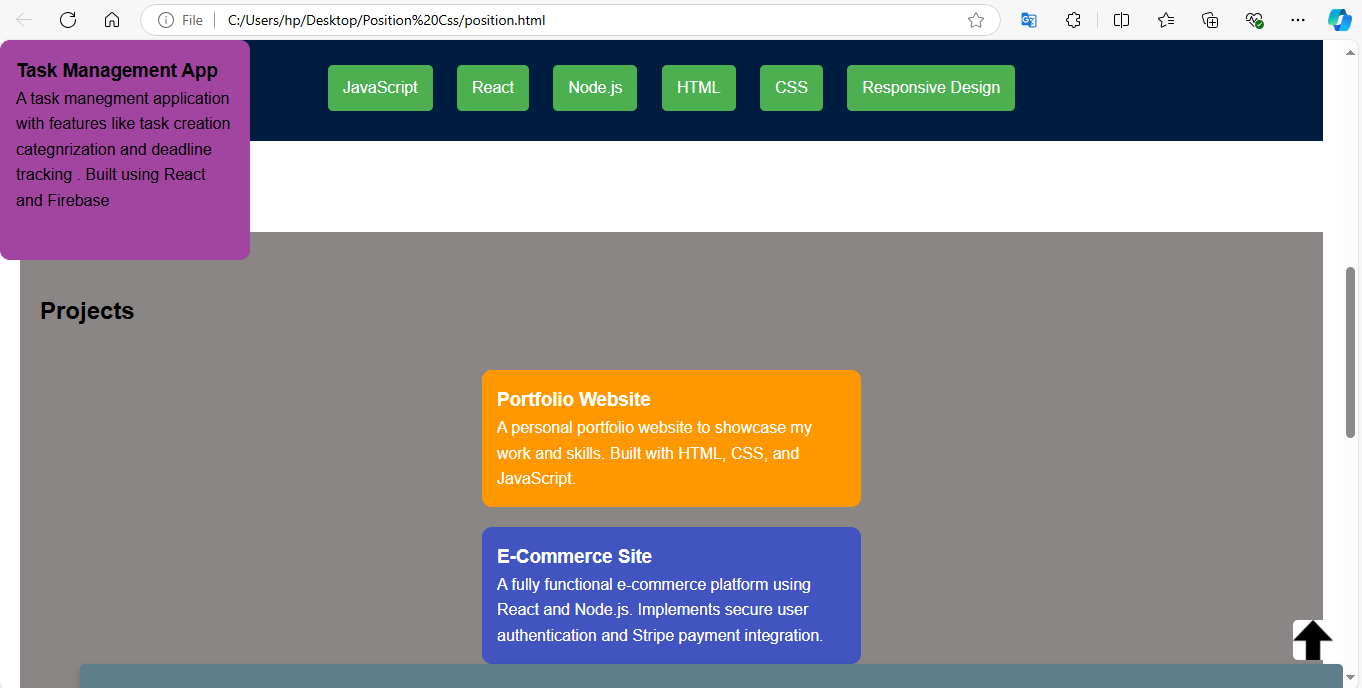 File
C:/Users/hp/Desktop/Position%20Css/position.html
Task Management App
A task manegment application
with features like task creation
categnrization and deadline
tracking . Built using React
and Firebase
JavaScript
React
Node.js
HTML
CSS
Responsive Design
Projects
Portfolio Website
A personal portfolio website to showcase my
work and skills. Built with HTML, CSS, and
JavaScript.
E-Commerce Site
A fully functional e-commerce platform using
React and Node.js. Implements secure user
authentication and Stripe payment integration.